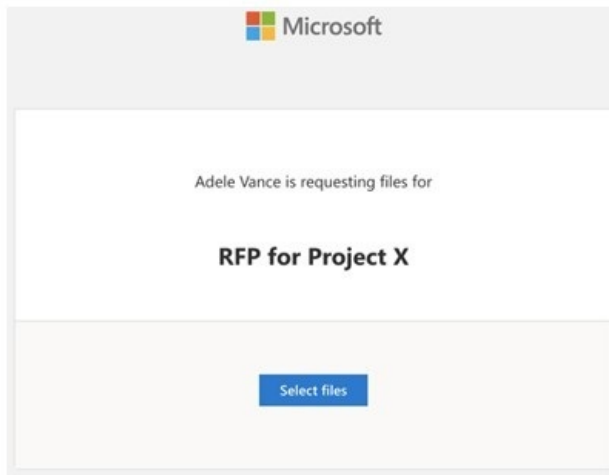 Microsoft
Adele Vance is requesting files for
RFP for Project X
Select files